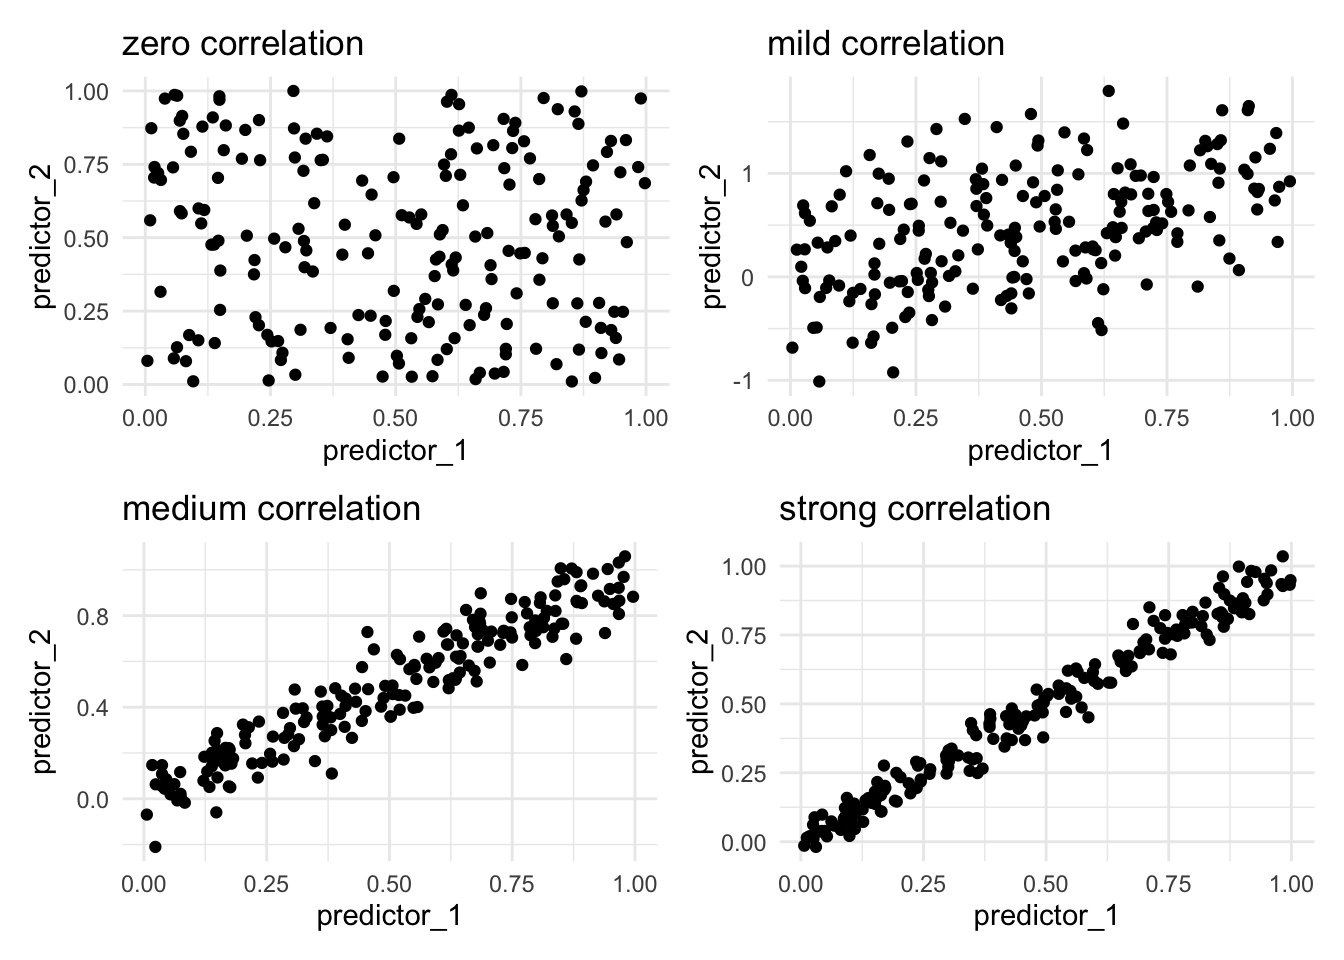 zero correlation
1.00
0.75
0.50
0.25
0.00
predictor_2
0.00 0.25 0.50 0.75 1.00
predictor_1
mild correlation
1
0
-1
predictor_2
0.00 0.25 0.50 0.75 1.00
predictor_1
medium correlation
0.8
0.4
0.0
predictor_2
0.00 0.25 0.50 0.75 1.00
predictor_1
strong correlation
1.00
0.75
0.50
0.25
0.00
predictor_2
0.00 0.25 0.50 0.75 1.00
predictor_1